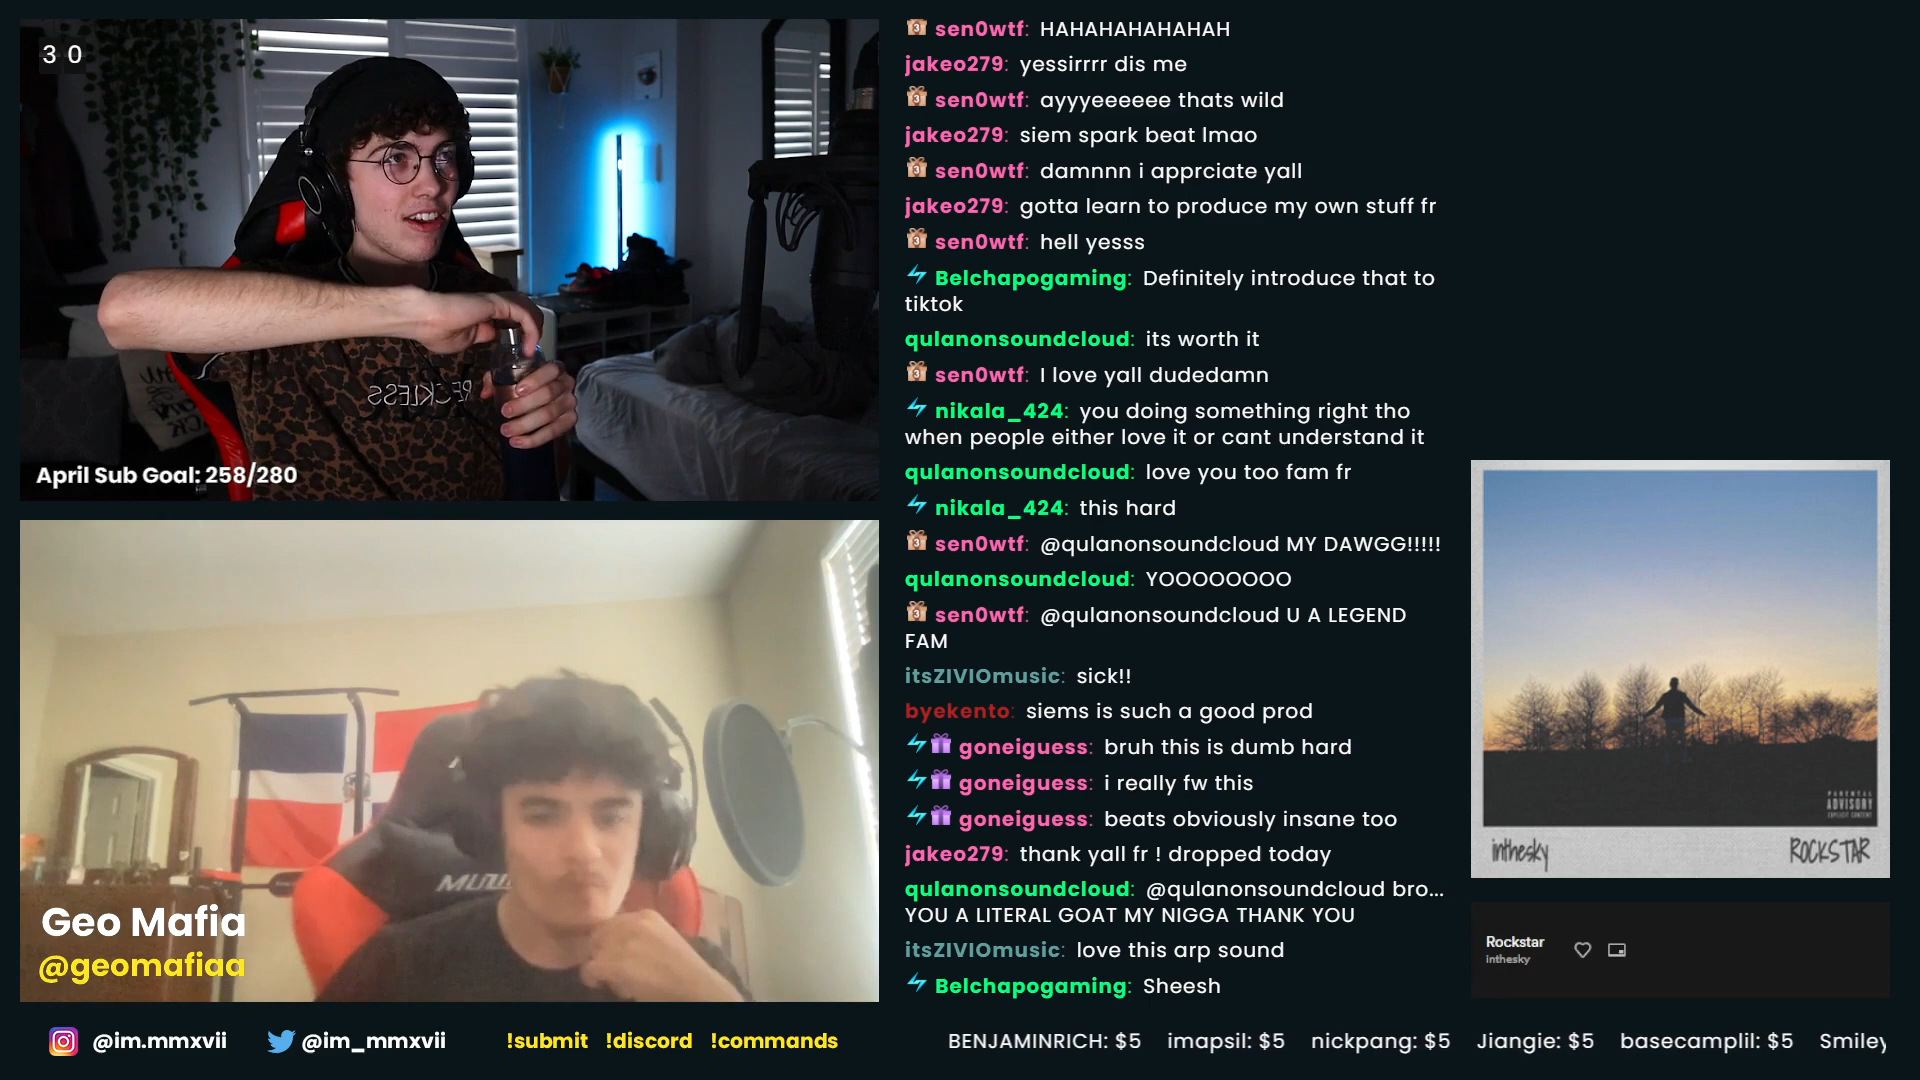 3 0
RECKLESS
April Sub Goal: 258/280
Geo Mafia
@geomafiaa
@im.mmxvii
@im_mmxvii
!submit !discord !commands
sen0wtf: HAHAHAHAHAHAH
jakeo279: yessirrrr dis me
sen0wtf: ayyyeeeeee thats wild
jakeo279: siem spark beat lmao
sen0wtf: damnnn i apprciate yall
jakeo279: gotta learn to produce my own stuff fr
sen0wtf: hell yesss
Belchapogaming: Definitely introduce that to
tiktok
qulanonsoundcloud: its worth it
sen0wtf: I love yall dudedamn
nikala_424: you doing something right tho
when people either love it or cant understand it
qulanonsoundcloud: love you too fam fr
nikala_424: this hard
sen0wtf: @qulanonsoundcloud MY DAWGG!!!!!
qulanonsoundcloud: YOOOOOOOO
sen0wtf: @qulanonsoundcloud U A LEGEND
FAM
itsZIVIOmusic: sick!!
byekento: siems is such a good prod
goneiguess: bruh this is dumb hard
goneiguess: i really fw this
goneiguess: beats obviously insane too
jakeo279: thank yall fr ! dropped today
qulanonsoundcloud: @qulanonsoundcloud bro...
YOU A LITERAL GOAT MY NIGGA THANK YOU
itsZIVIOmusic: love this arp sound
Belchapogaming: Sheesh
PARENTAL
ADVISORY
EXPLICIT CONTENT
inthesky ROCKSTAR
Rockstar
inthesky
BENJAMINRICH: $5 imapsil: $5 nickpang: $5 Jiangie: $5 basecamplil: $5 Smiley